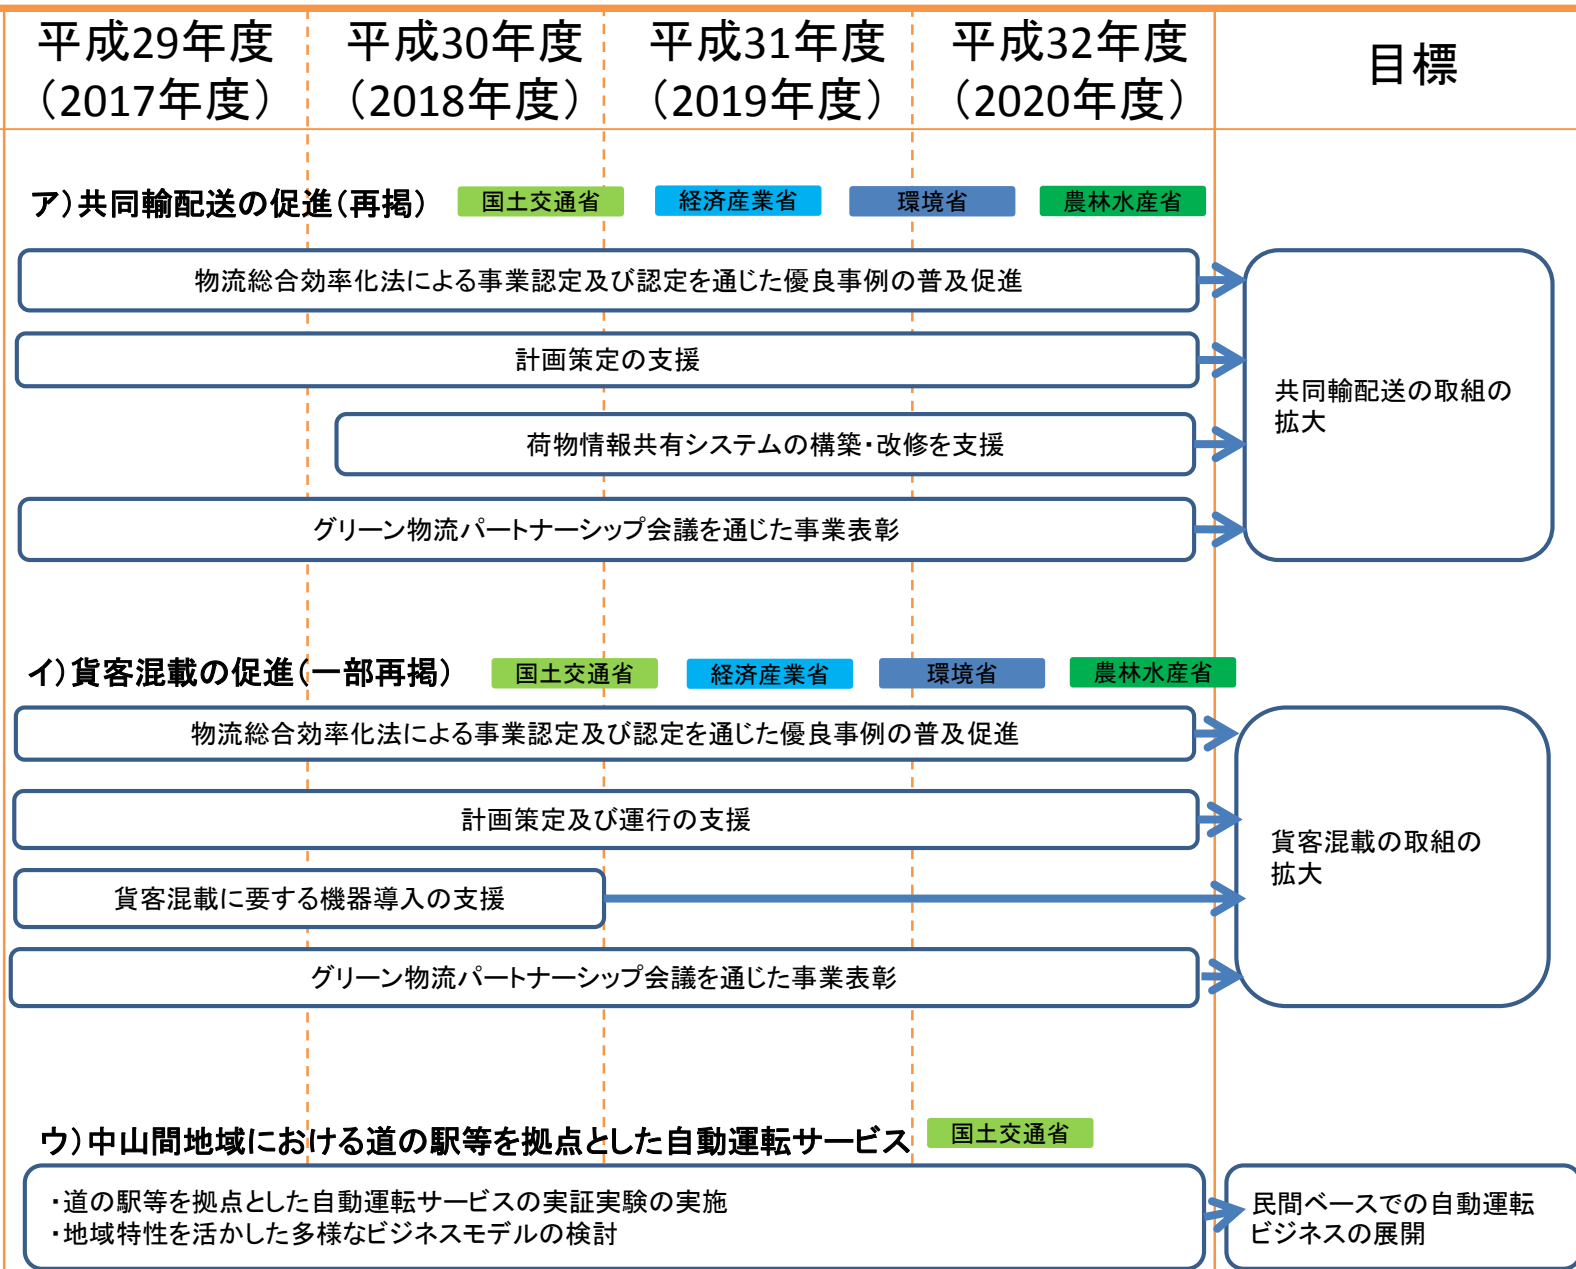 平成29年度
（2017年度）
平成30年度
（2018年度）
平成31年度
（2019年度）
平成32年度
（2020年度）
目標
ア）共同輸配送の促進（再掲）
国土交通省
経済産業省
環境省
農林水産省
物流総合効率化法による事業認定及び認定を通じた優良事例の普及促進
計画策定の支援
荷物情報共有システムの構築・改修を支援
グリーン物流パートナーシップ会議を通じた事業表彰
共同輸配送の取組の
拡大
イ）貨客混載の促進（一部再掲）
国土交通省
経済産業省
環境省
農林水産省
物流総合効率化法による事業認定及び認定を通じた優良事例の普及促進
計画策定及び運行の支援
貨客混載に要する機器導入の支援
グリーン物流パートナーシップ会議を通じた事業表彰
貨客混載の取組の
拡大
ウ）中山間地域における道の駅等を拠点とした自動運転サービス
国土交通省
・道の駅等を拠点とした自動運転サービスの実証実験の実施
・地域特性を活かした多様なビジネスモデルの検討
民間ベースでの自動運転
ビジネスの展開